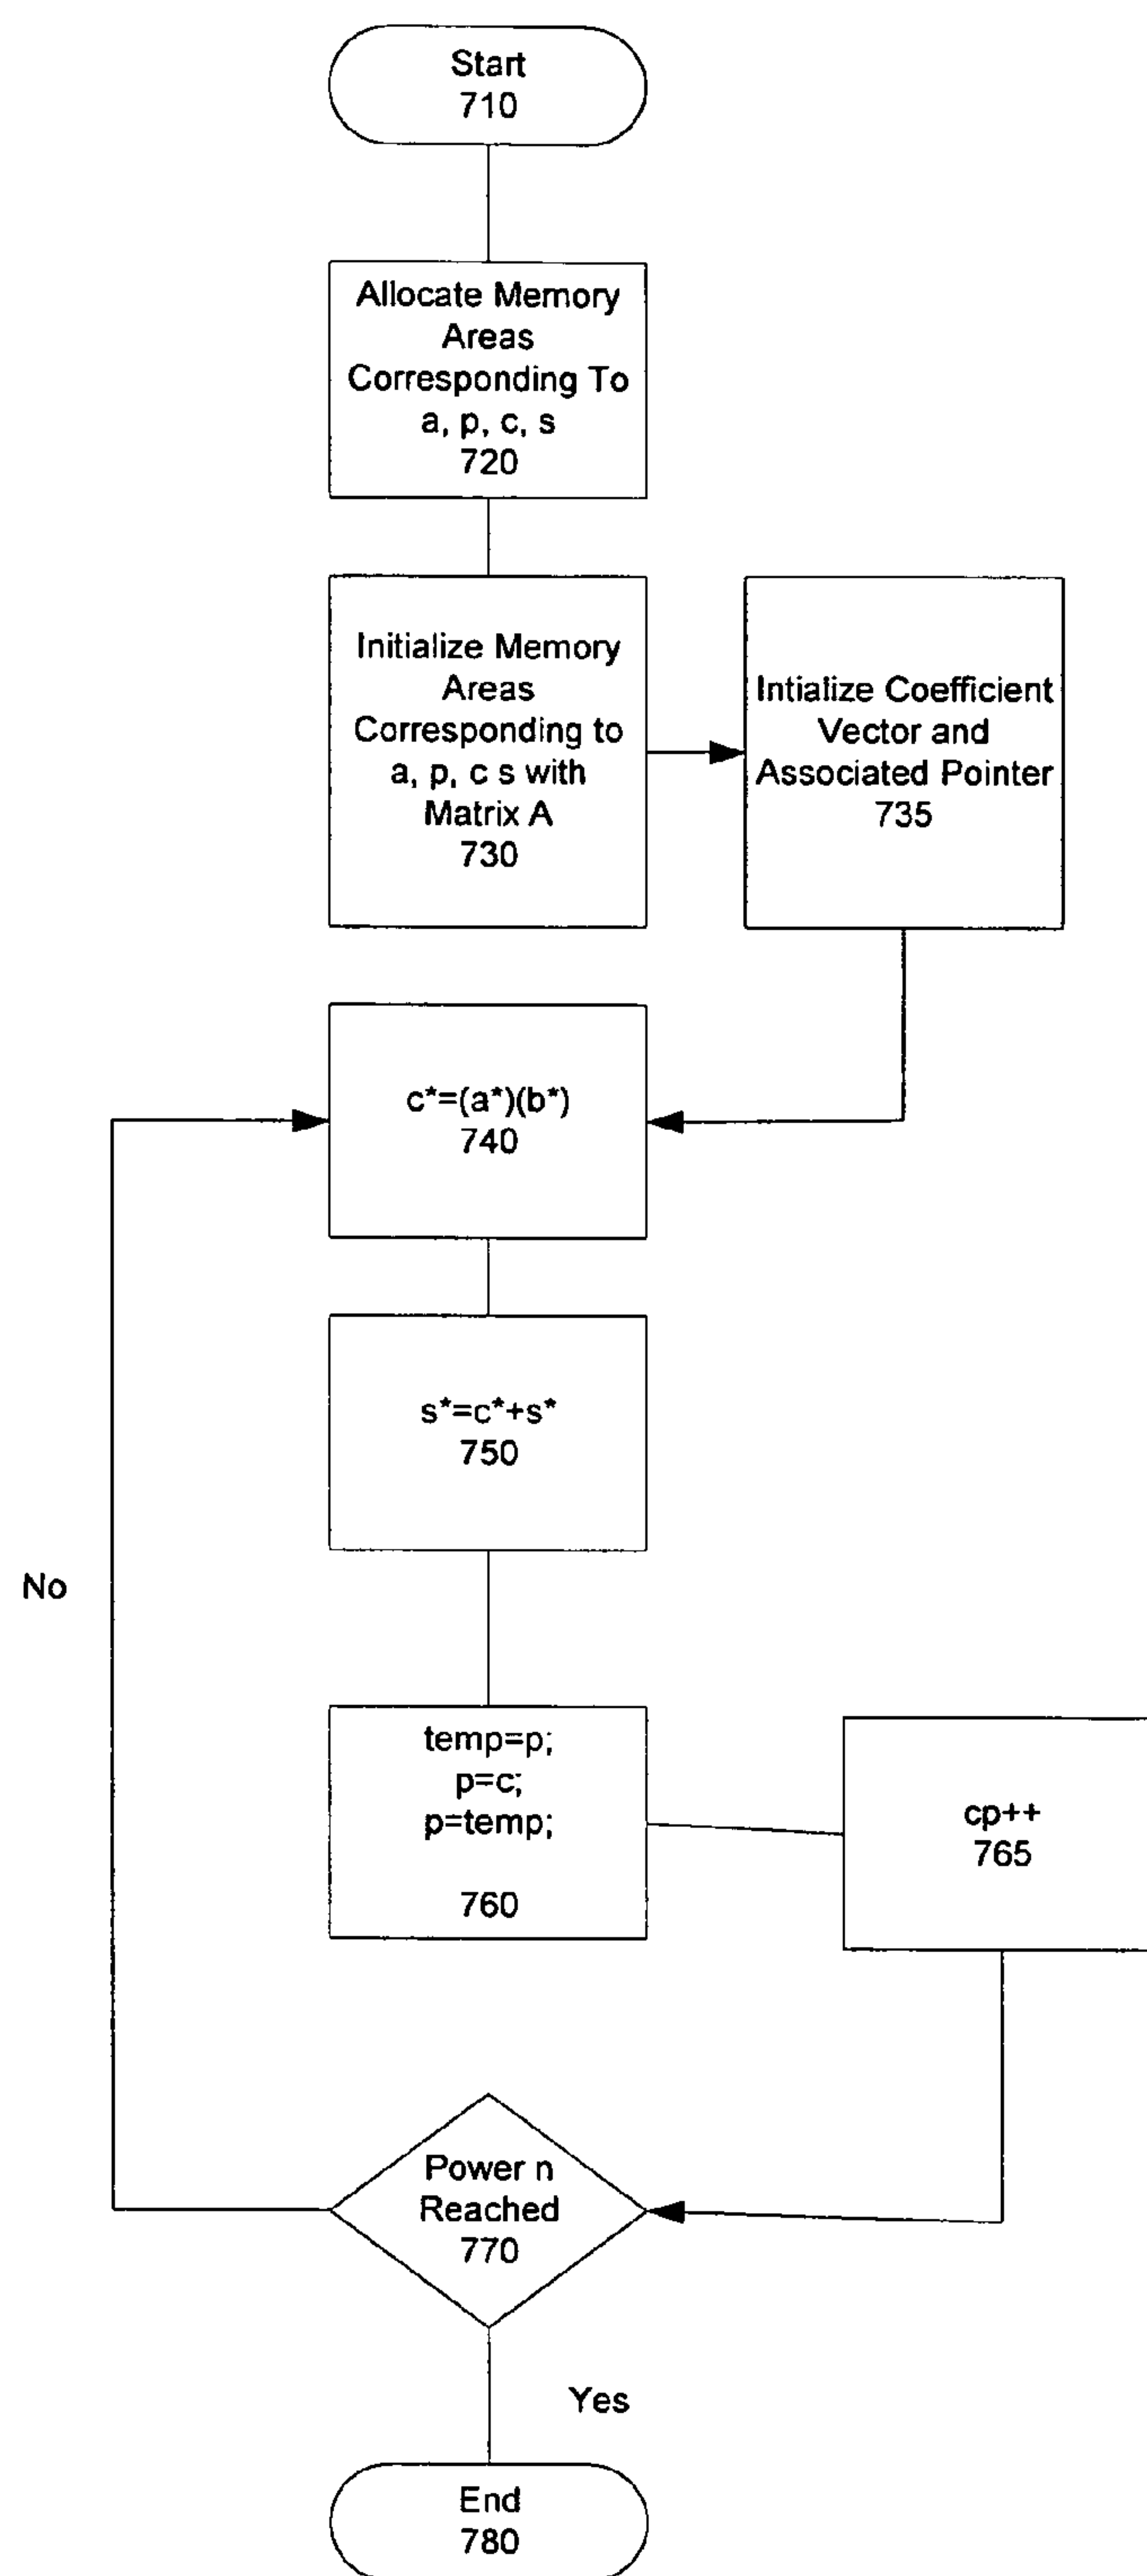 Start
710
Allocate Memory
Areas
Corresponding To
a, p, c, s
720
Initialize Memory
Areas
Corresponding to
a, p, c s with
Matrix A
730
Intialize Coefficient
Vector and
Associated Pointer
735
c*=(a*)(b*)
740
s*=c*+s*
750
No
temp=p;
p=c;
p=temp;
760
cp++
765
Power n
Reached
770
Yes
End
780